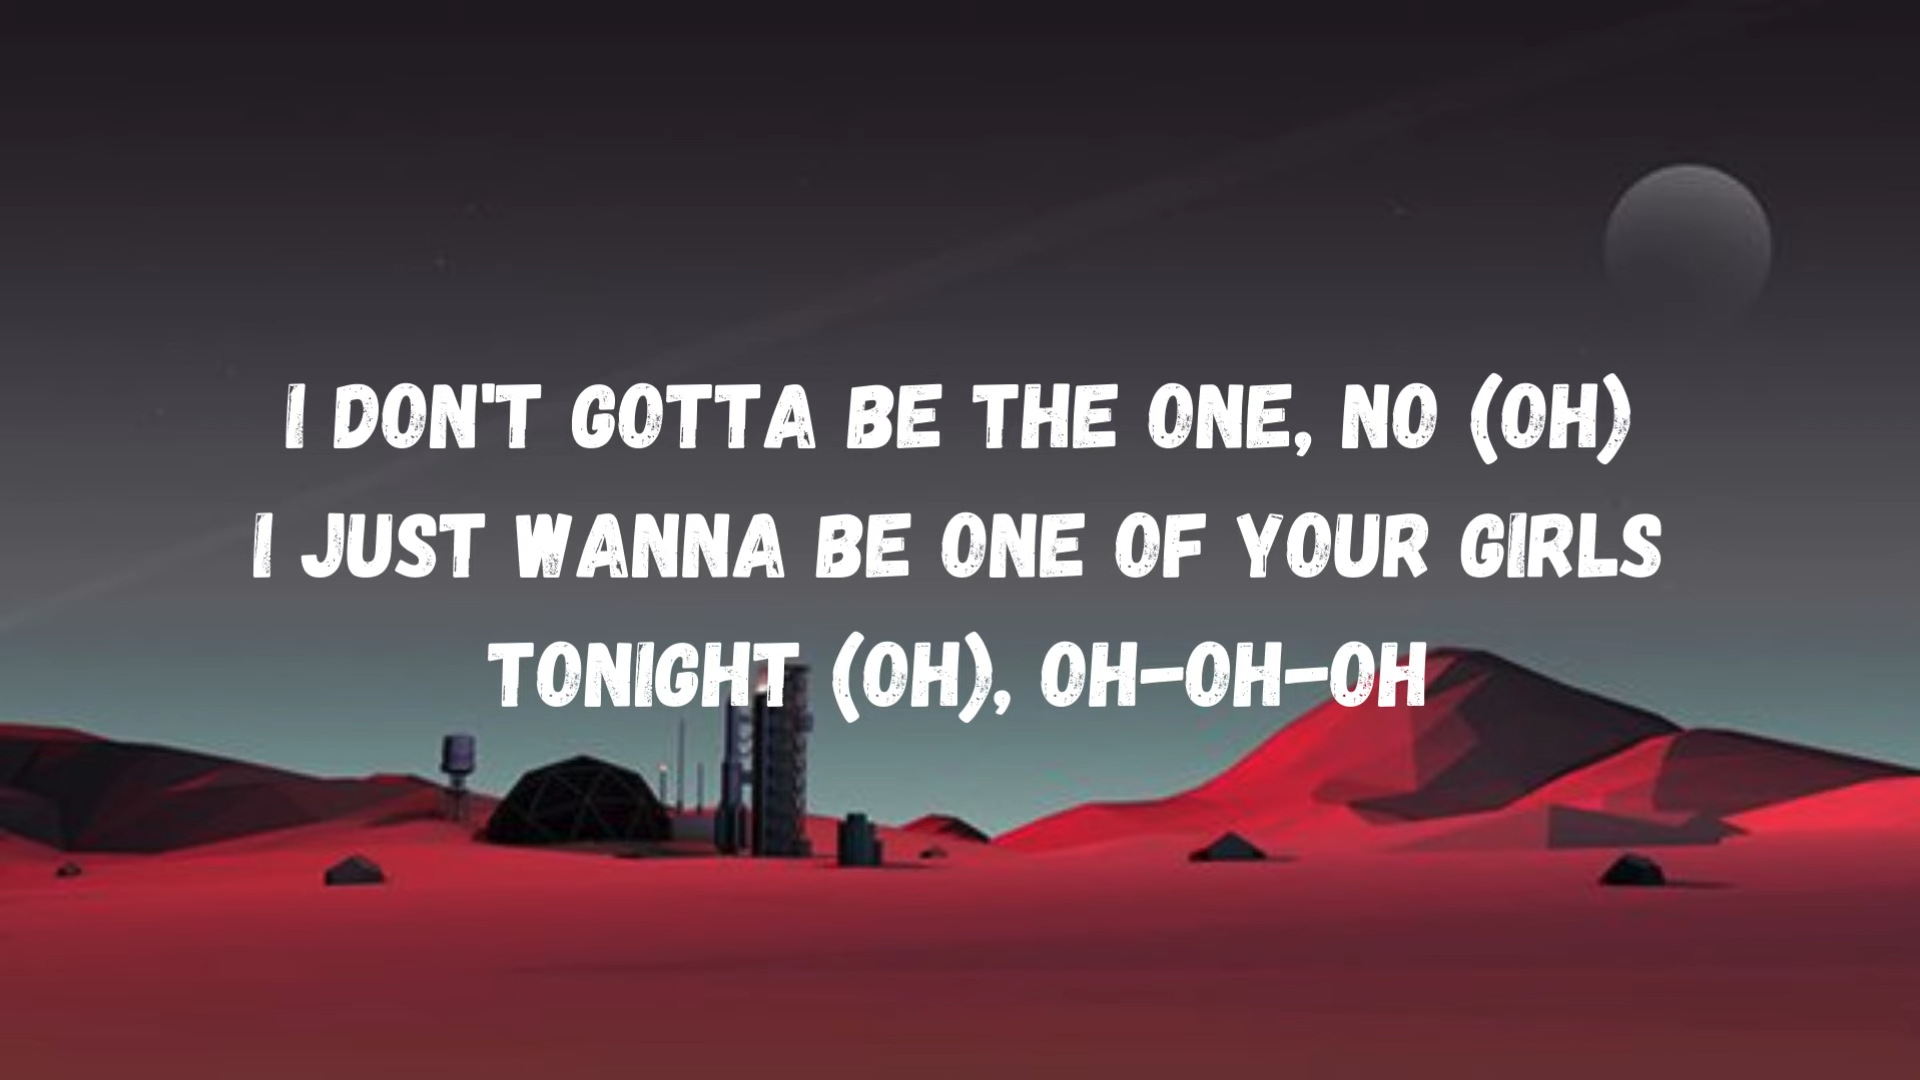 I DON'T GOTTA BE THE ONE, NO (OH)
I JUST WANNA BE ONE OF YOUR GIRLS
TONIGHT (OH), OH-OH-OH